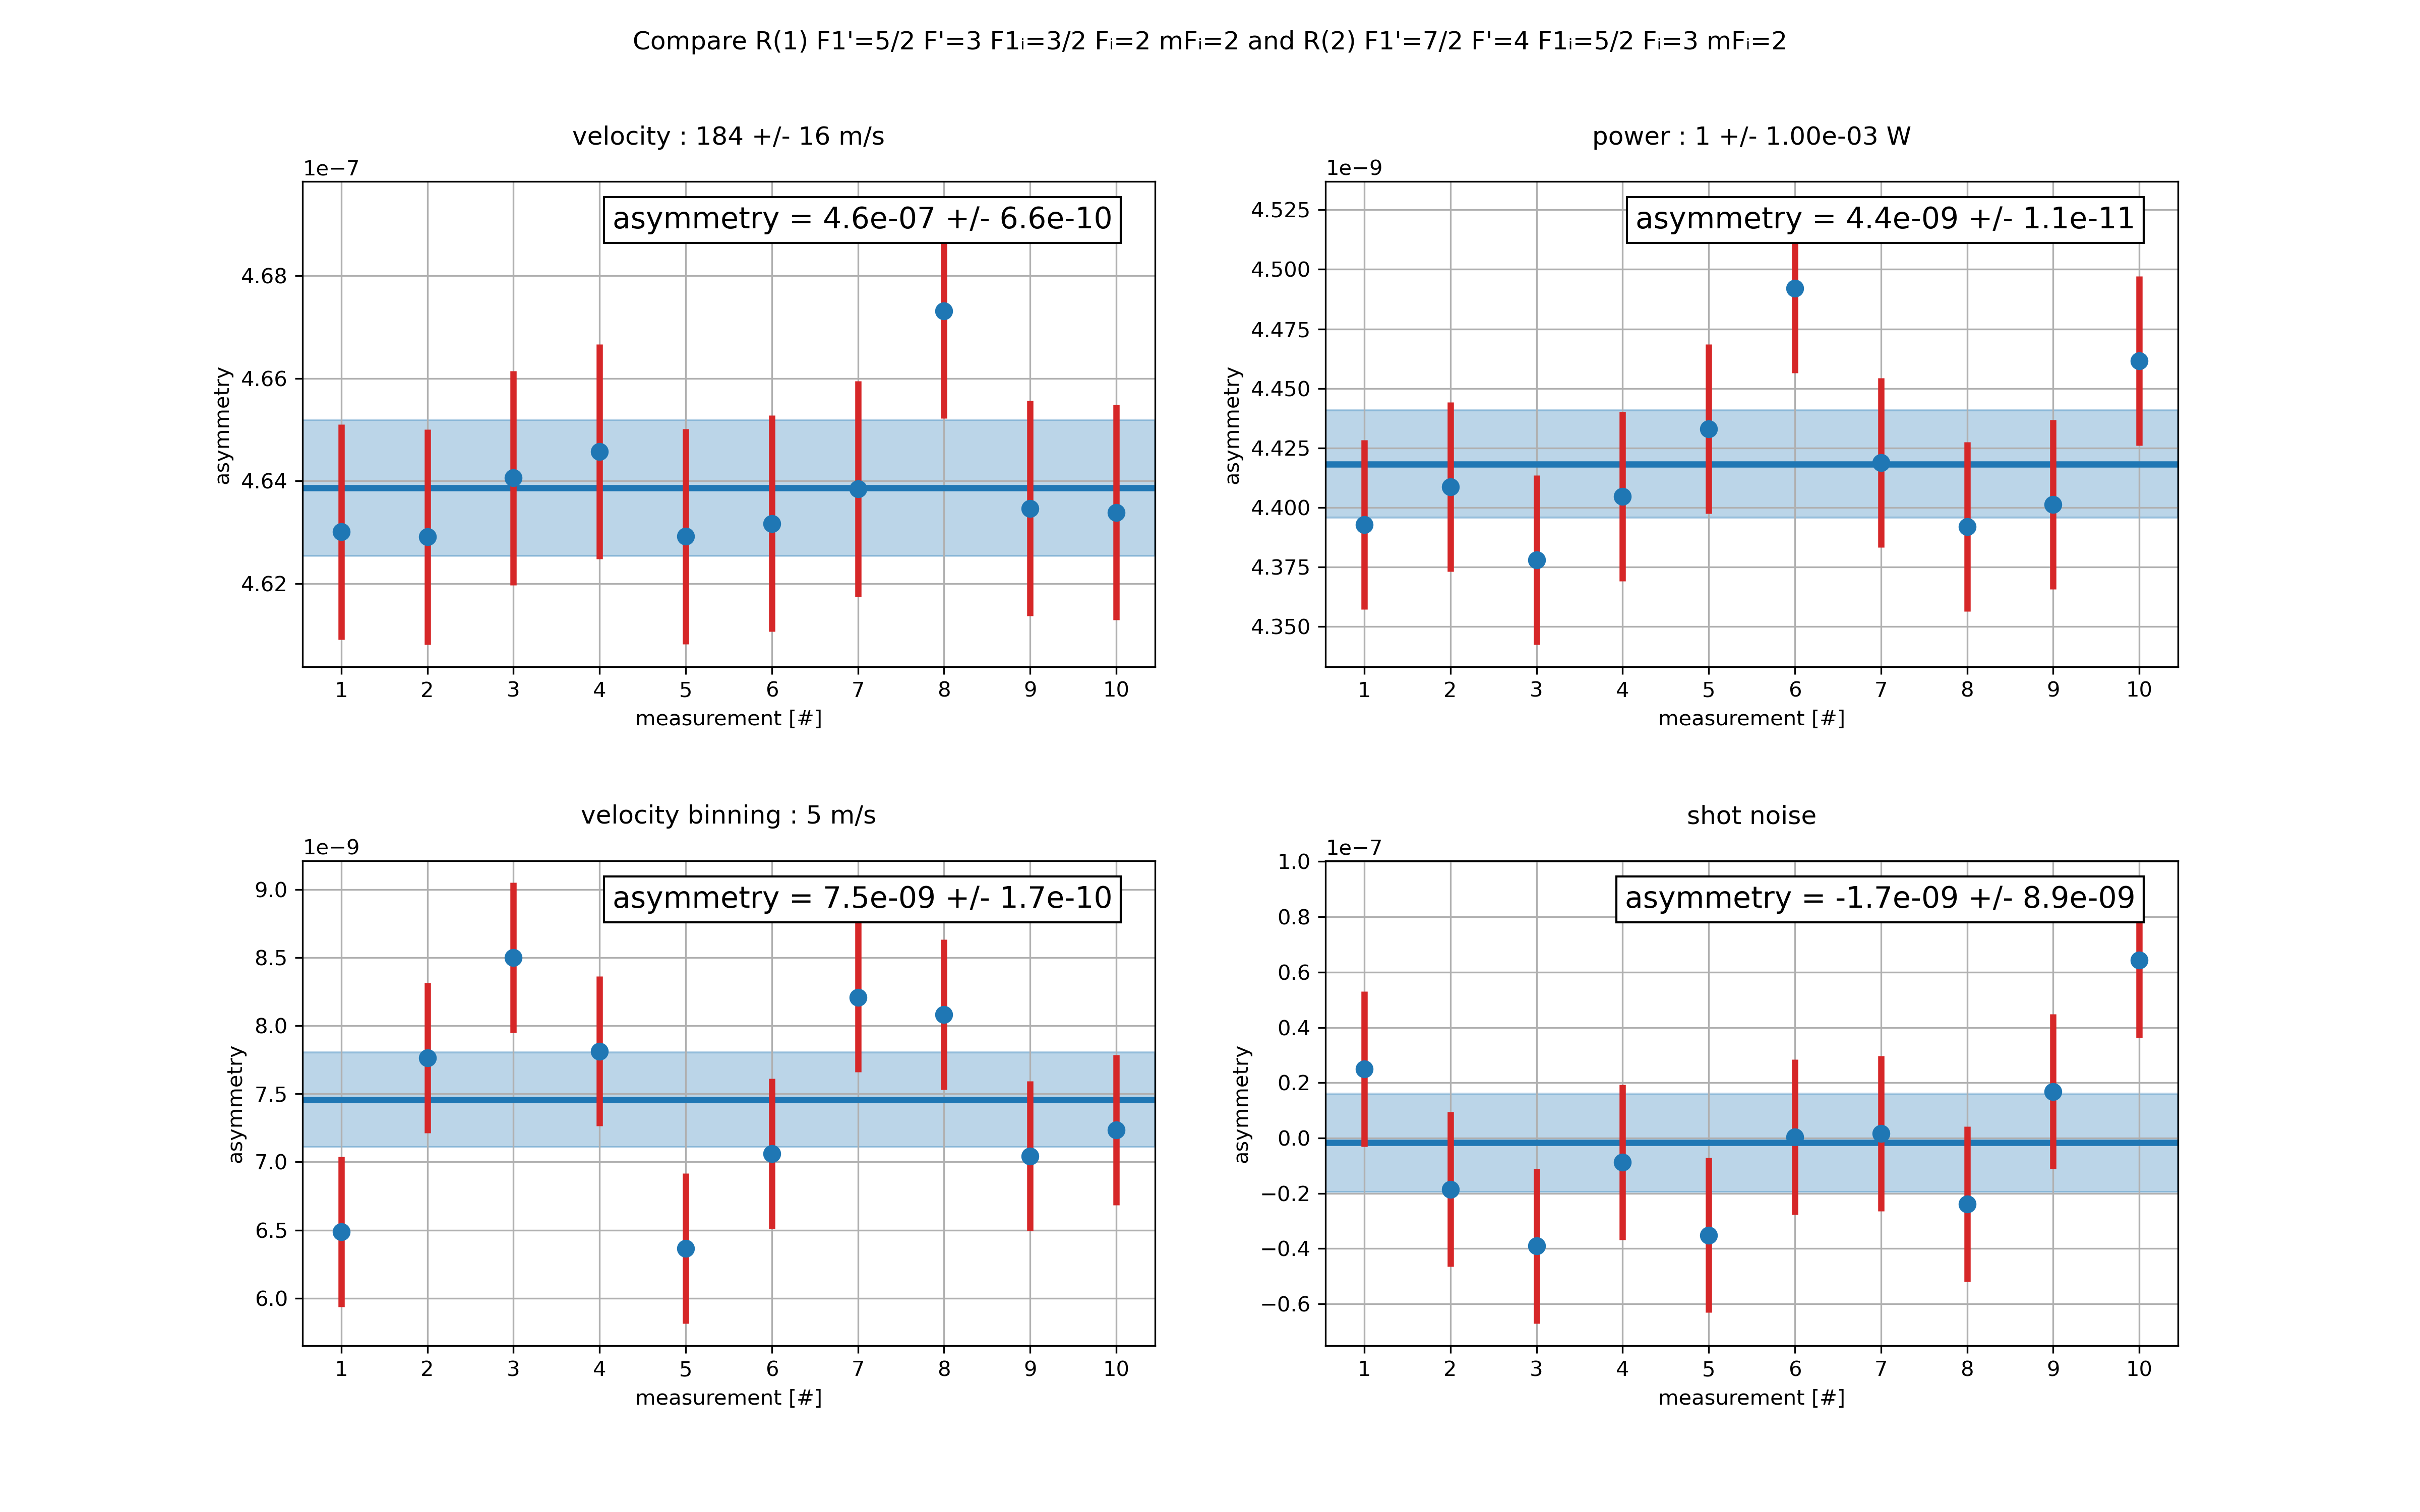 Compare R(1) F1'=5/2 F'=3 F1ᵢ=3/2 Fᵢ=2 mFᵢ=2 and R(2) F1'=7/2 F'=4 F1ᵢ=5/2 Fᵢ=3 mFᵢ=2
velocity : 184 +/- 16 m/s
1e−7
asymmetry = 4.6e-07 +/- 6.6e-10
4.68
4.66
4.64
4.62
asymmetry
1 2 3 4 5 6 7 8 9 10
measurement [#]
power : 1 +/- 1.00e-03 W
1e−9
asymmetry = 4.4e-09 +/- 1.1e-11
4.525
4.500
4.475
4.450
4.425
4.400
4.375
4.350
asymmetry
1 2 3 4 5 6 7 8 9 10
measurement [#]
velocity binning : 5 m/s
1e−9
asymmetry = 7.5e-09 +/- 1.7e-10
9.0
8.5
8.0
7.5
7.0
6.5
6.0
asymmetry
1 2 3 4 5 6 7 8 9 10
measurement [#]
shot noise
1e−7
asymmetry = -1.7e-09 +/- 8.9e-09
1.0
0.8
0.6
0.4
0.2
0.0
−0.2
−0.4
−0.6
asymmetry
1 2 3 4 5 6 7 8 9 10
measurement [#]